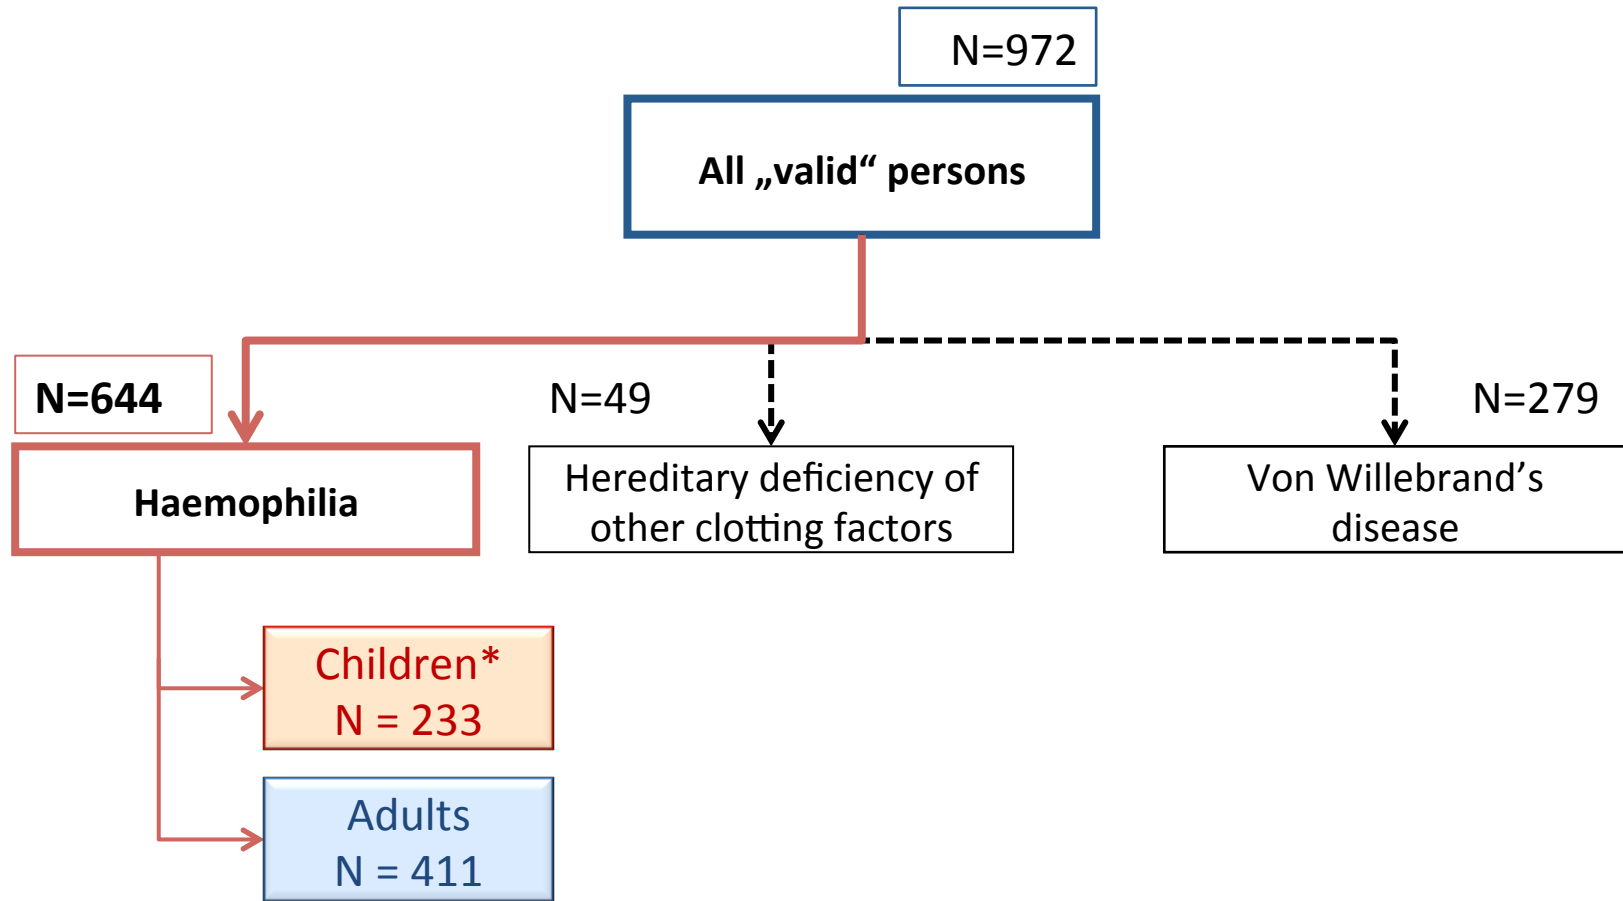 N=972
All „valid“ persons
N=644
N=49
N=279
Haemophilia
Hereditary deficiency of
other clotting factors
Von Willebrand’s
disease
Children*
N = 233
Adults
N = 411